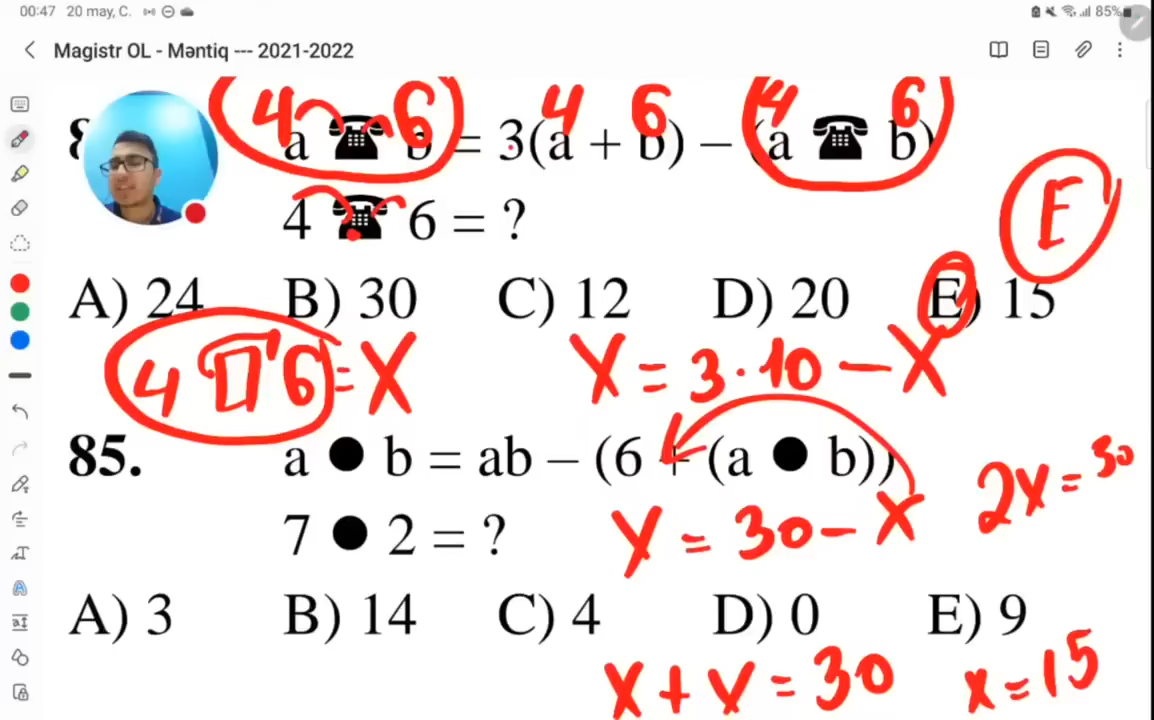 00:47 20 may, C. 85%
Magistr OL - Məntiq --- 2021-2022
4 6 4 6 4 6
8 a ☎ b = 3(a + b) – (a ☎ b)
4 ☎ 6 = ?
E
A) 24 B) 30 C) 12 D) 20 E) 15
4 □ 6 = X X = 3 · 10 – X
85. a ● b = ab – (6 + (a ● b))
2X = 30
7 ● 2 = ?
X = 30 – X
A) 3 B) 14 C) 4 D) 0 E) 9
X + X = 30 X = 15